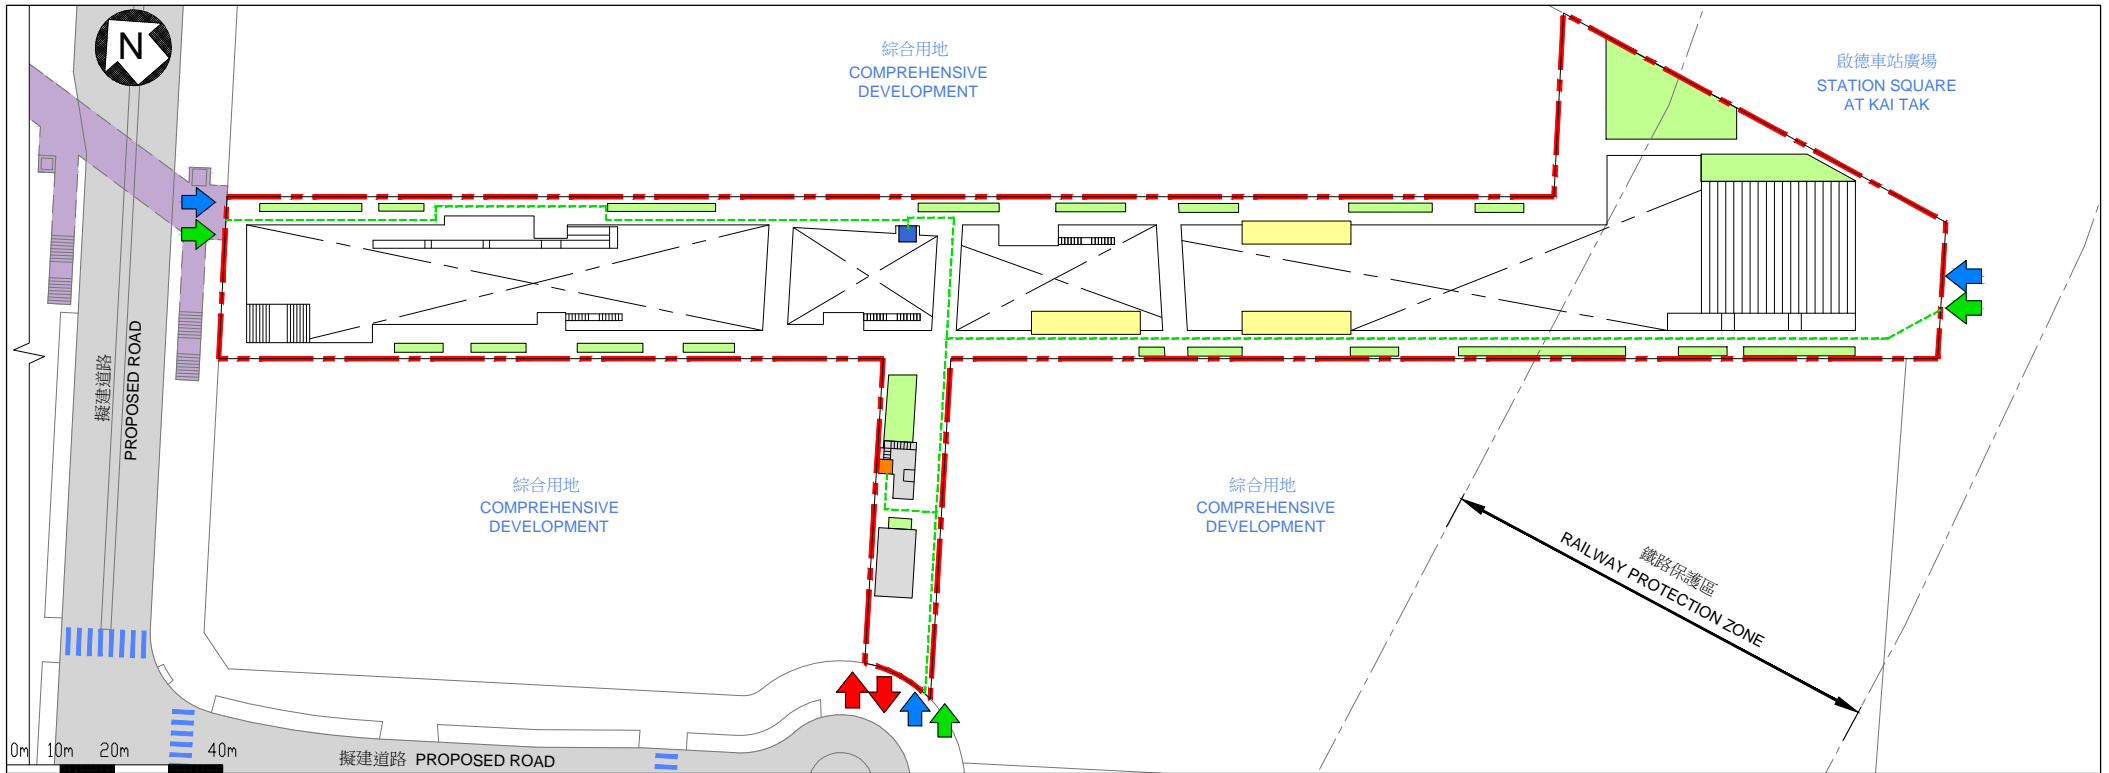 N
綜合用地
COMPREHENSIVE
DEVELOPMENT
啟德車站廣場
STATION SQUARE
AT KAI TAK
擬建道路
PROPOSED ROAD
綜合用地
COMPREHENSIVE
DEVELOPMENT
綜合用地
COMPREHENSIVE
DEVELOPMENT
鐵路保護區
RAILWAY PROTECTION ZONE
0m 10m 20m 40m
擬建道路 PROPOSED ROAD